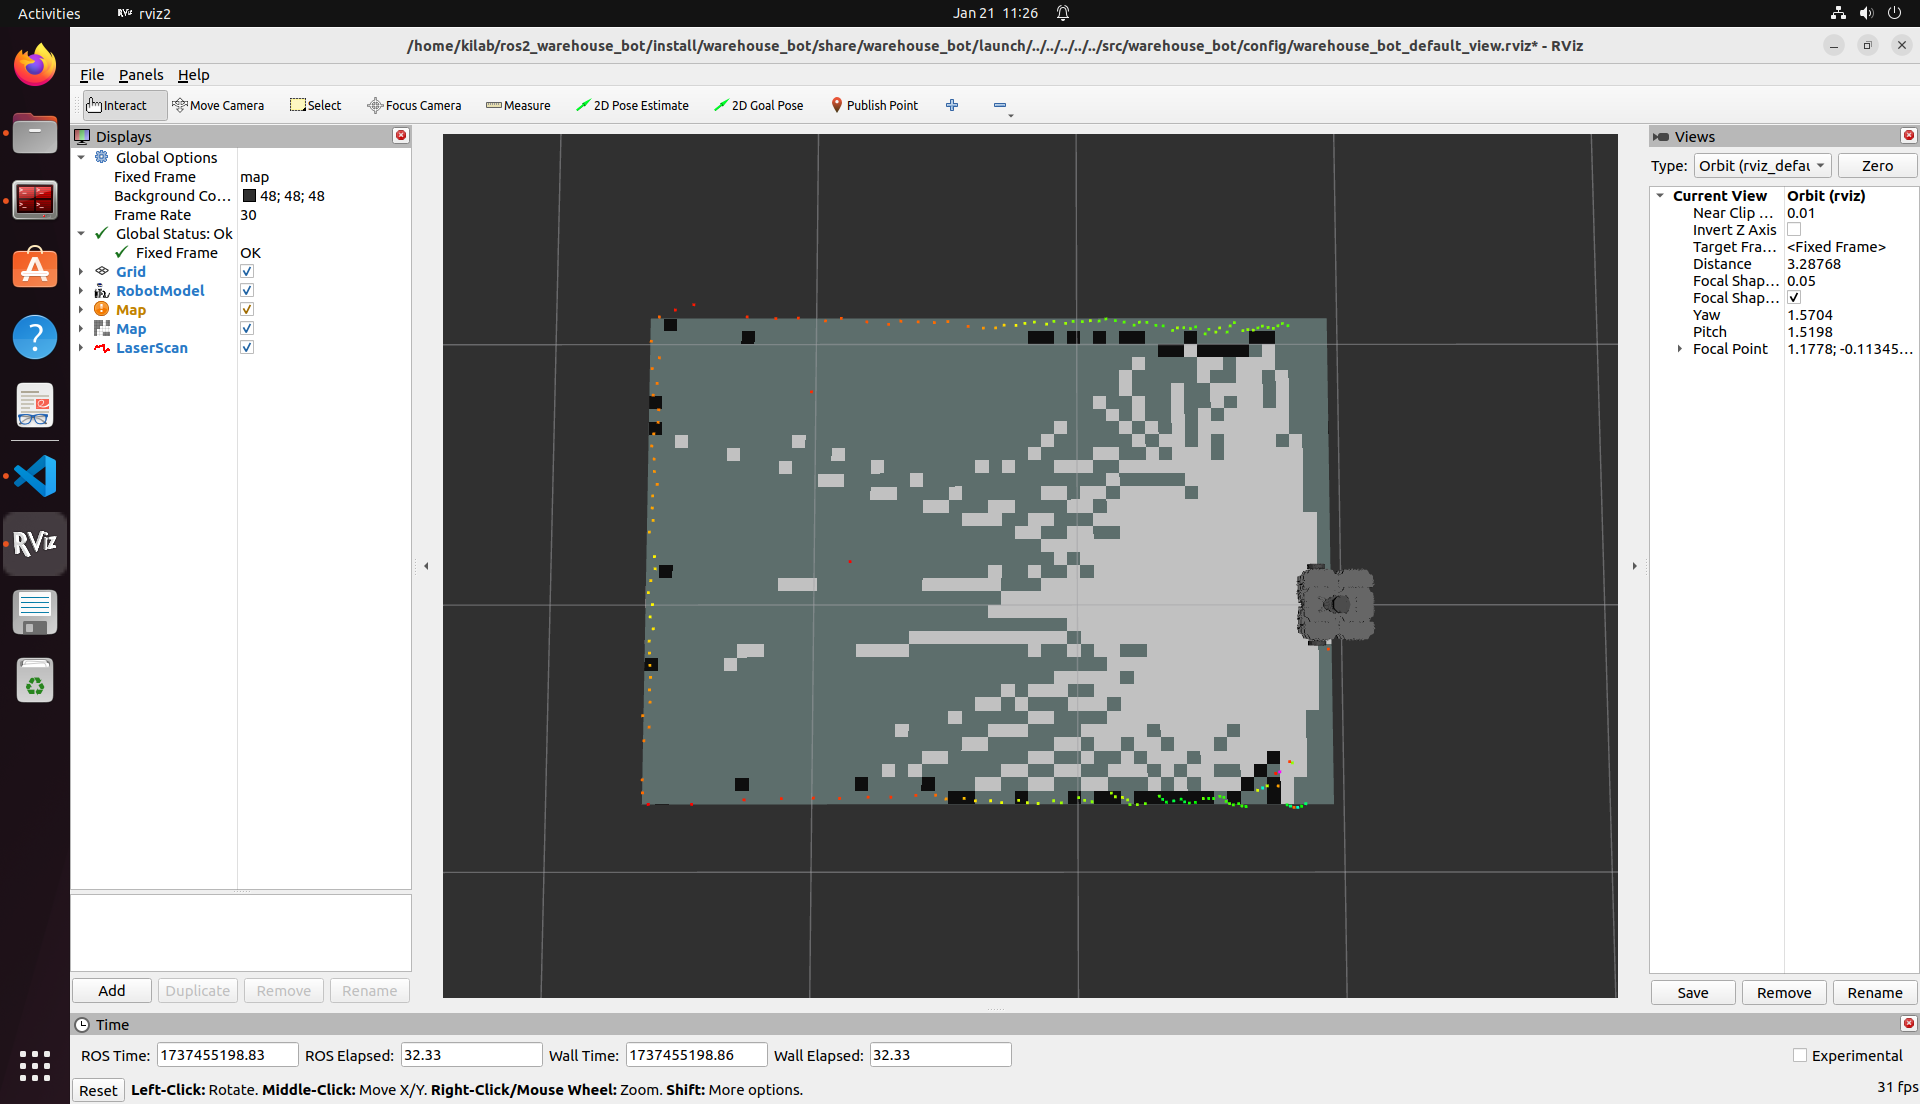 Activities
RViz rviz2
Jan 21 11:26
/home/kilab/ros2_warehouse_bot/install/warehouse_bot/share/warehouse_bot/launch/../../../../../src/warehouse_bot/config/warehouse_bot_default_view.rviz* - RViz
File Panels Help
Interact Move Camera Select Focus Camera Measure 2D Pose Estimate 2D Goal Pose Publish Point
Displays
Global Options
Fixed Frame map
Background Co... 48; 48; 48
Frame Rate 30
Global Status: Ok
Fixed Frame OK
Grid
RobotModel
Map
Map
LaserScan
Add Duplicate Remove Rename
Views
Type: Orbit (rviz_defau Zero
Current View Orbit (rviz)
Near Clip ... 0.01
Invert Z Axis
Target Fra... <Fixed Frame>
Distance 3.28768
Focal Shap... 0.05
Focal Shap...
Yaw 1.5704
Pitch 1.5198
Focal Point 1.1778; -0.11345...
Save Remove Rename
RViz
Time
ROS Time: 1737455198.83 ROS Elapsed: 32.33 Wall Time: 1737455198.86 Wall Elapsed: 32.33 Experimental
Reset Left-Click: Rotate. Middle-Click: Move X/Y. Right-Click/Mouse Wheel: Zoom. Shift: More options. 31 fps